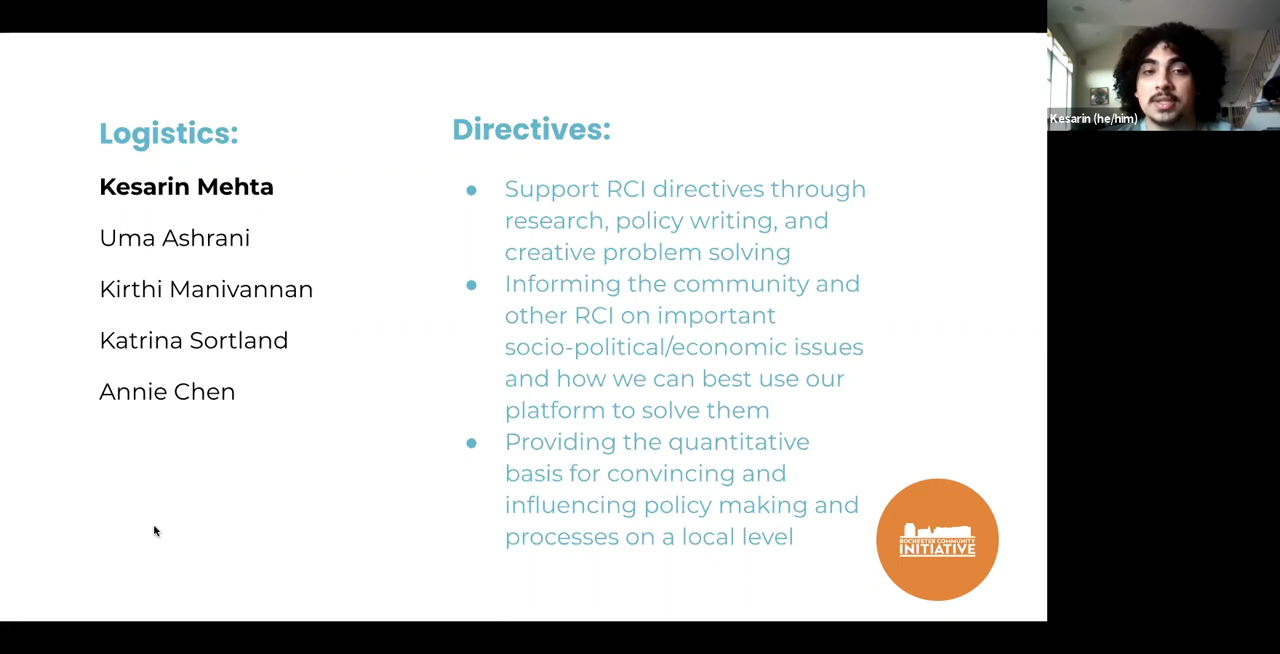 Logistics:
Kesarin Mehta
Uma Ashrani
Kirthi Manivannan
Katrina Sortland
Annie Chen
Directives:
● Support RCI directives through
research, policy writing, and
creative problem solving
● Informing the community and
other RCI on important
socio-political/economic issues
and how we can best use our
platform to solve them
● Providing the quantitative
basis for convincing and
influencing policy making and
processes on a local level
ROCHESTER COMMUNITY
INITIATIVE
Kesarin (he/him)